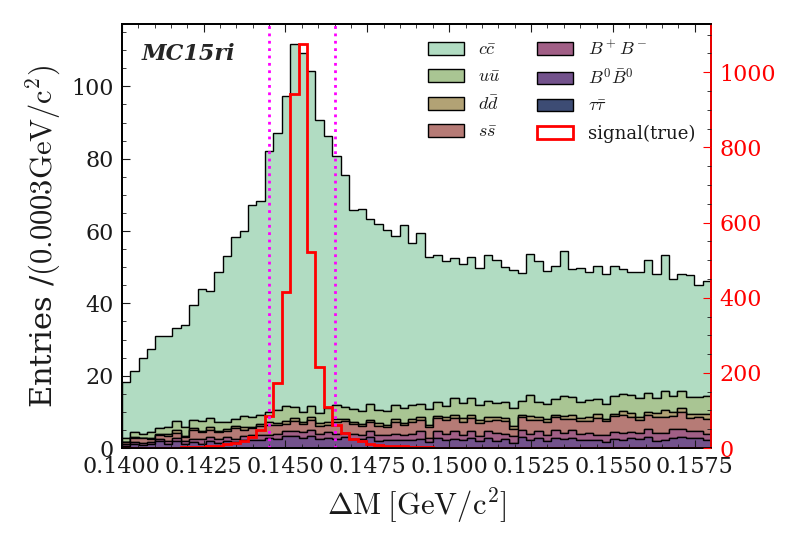 MC15ri
cc̄
uū
dd̄
ss̄
B⁺ B⁻
B⁰B̄⁰
ττ̄
signal(true)
Entries /(0.0003GeV/c²)
100
80
60
40
20
0
1000
800
600
400
200
0
0.1400 0.1425 0.1450 0.1475 0.1500 0.1525 0.1550 0.1575
ΔM [GeV/c²]